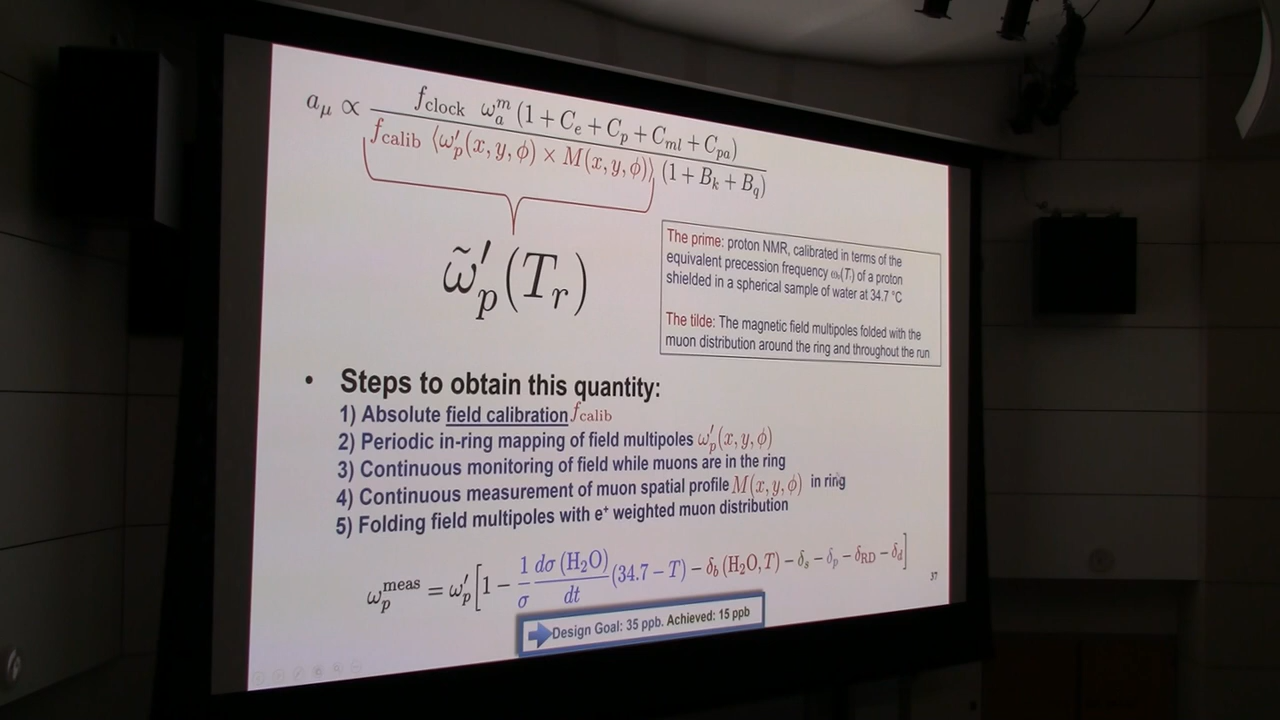 a_μ ∝ f_clock ω_a^m (1 + C_e + C_p + C_ml + C_pa)
f_calib ⟨ω′_p(x, y, ϕ) × M(x, y, ϕ)⟩ (1 + B_k + B_q)
ω̃′_p(T_r)
The prime: proton NMR, calibrated in terms of the
equivalent precession frequency
of a proton
shielded in a spherical sample of water at 34.7 °C
The tilde: The magnetic field multipoles folded with the
muon distribution around the ring and throughout the run
• Steps to obtain this quantity:
1) Absolute field calibration f_calib
2) Periodic in-ring mapping of field multipoles ω′_p(x, y, ϕ)
3) Continuous monitoring of field while muons are in the ring
4) Continuous measurement of muon spatial profile M(x, y, ϕ) in ring
5) Folding field multipoles with e⁺ weighted muon distribution
ω_p^meas = ω′_p [1 − 1/σ dσ(H₂O)/dt (34.7 − T) − δ_b(H₂O, T) − δ_s − δ_p − δ_RD − δ_d]
37
Design Goal: 35 ppb. Achieved: 15 ppb